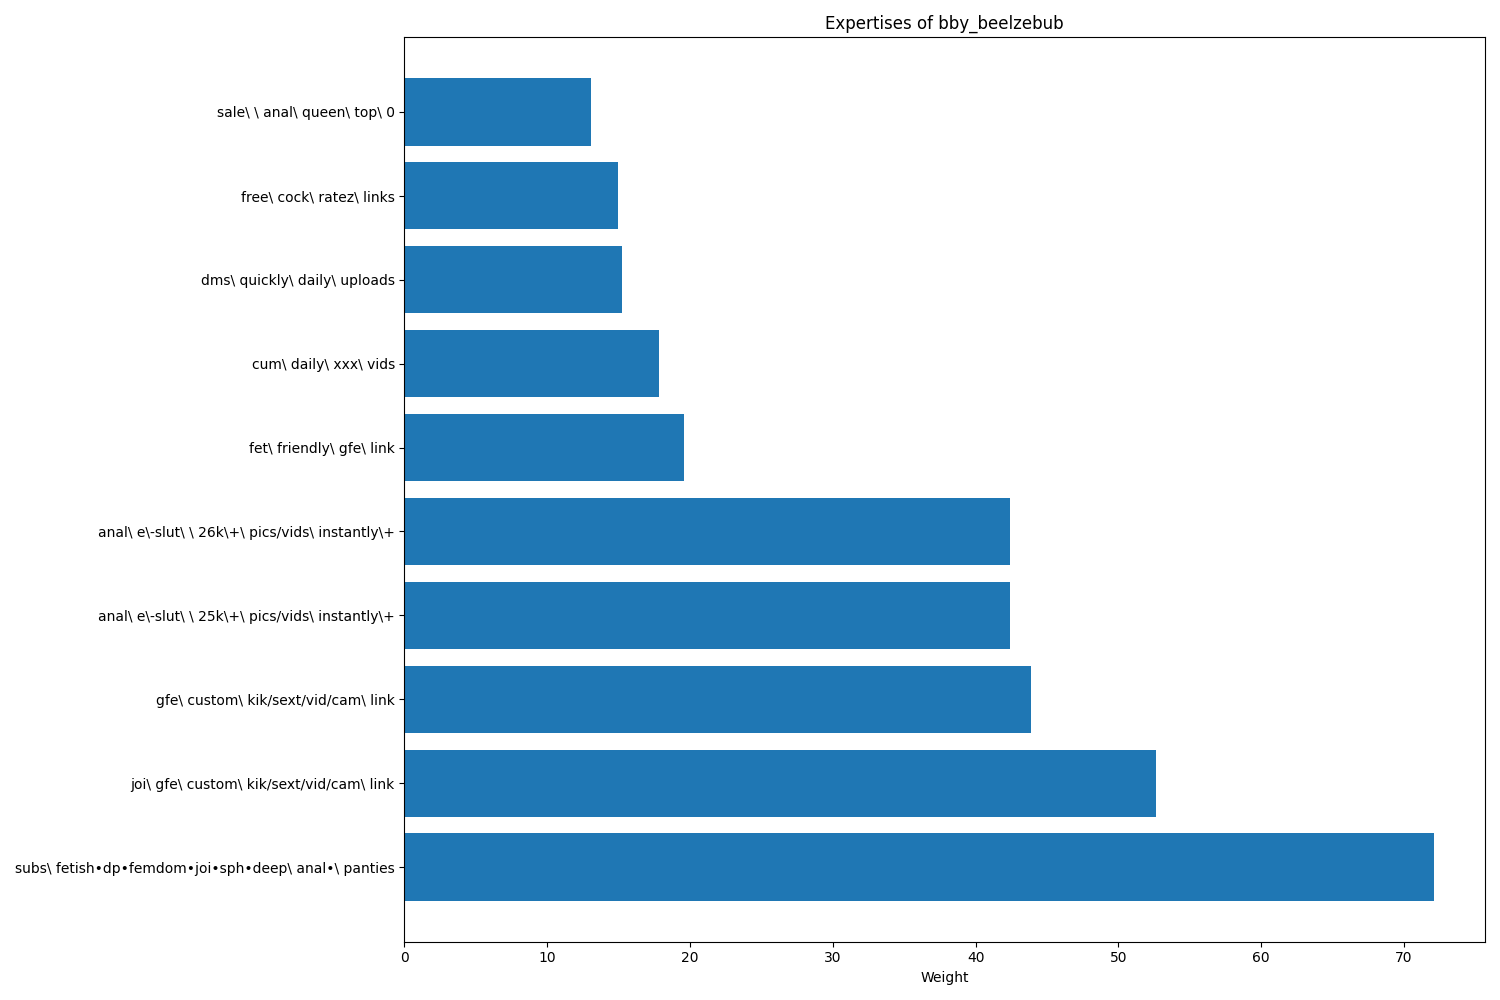 Expertises of bby_beelzebub
sale\ \ anal\ queen\ top\ 0
free\ cock\ ratez\ links
dms\ quickly\ daily\ uploads
cum\ daily\ xxx\ vids
fet\ friendly\ gfe\ link
anal\ e\-slut\ \ 26k\+\ pics/vids\ instantly\+
anal\ e\-slut\ \ 25k\+\ pics/vids\ instantly\+
gfe\ custom\ kik/sext/vid/cam\ link
joi\ gfe\ custom\ kik/sext/vid/cam\ link
subs\ fetish•dp•femdom•joi•sph•deep\ anal•\ panties
0 10 20 30 40 50 60 70
Weight